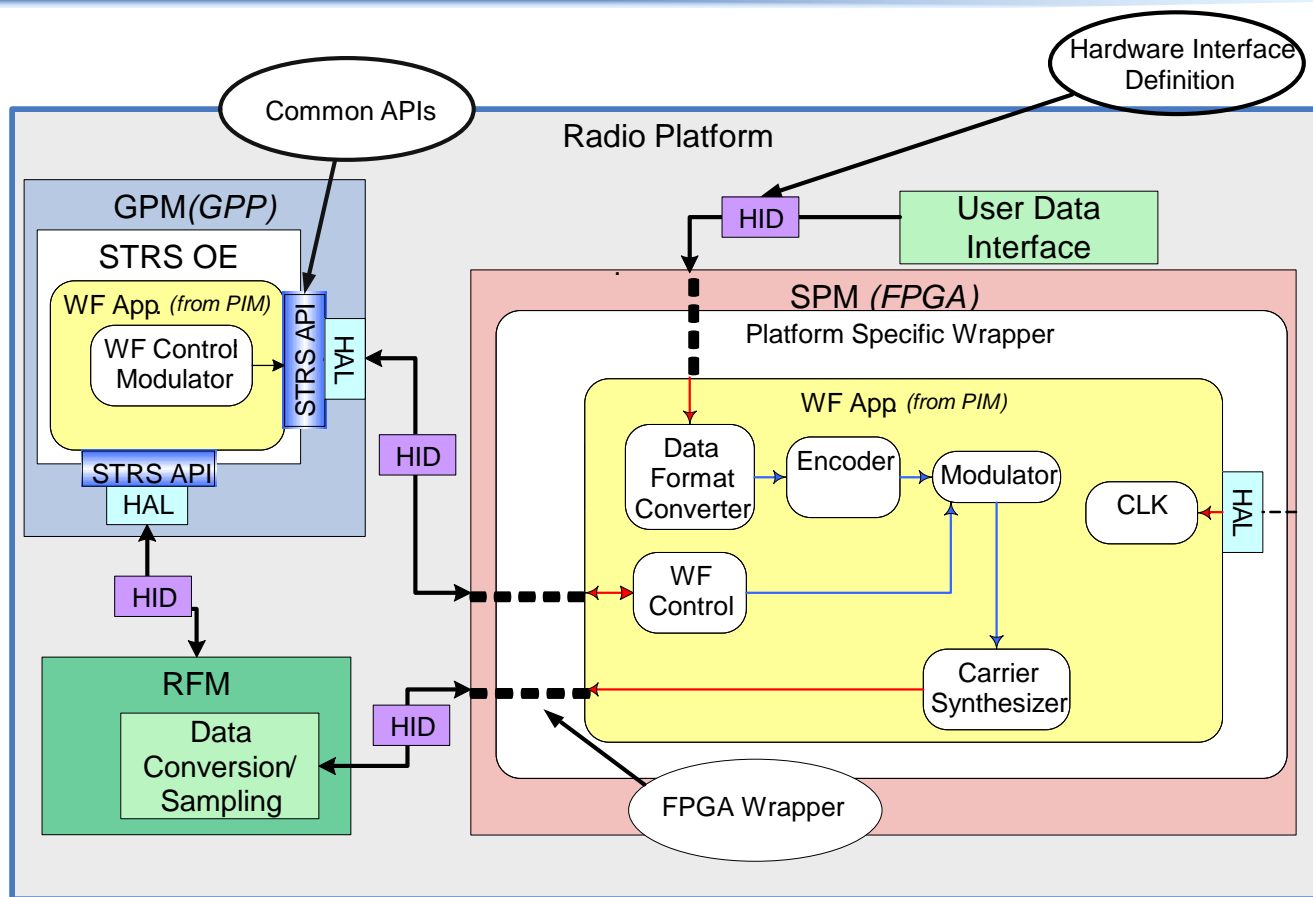 Hardware Interface
Definition
Common APIs
Radio Platform
GPM(GPP)
STRS OE
WF App. (from PIM)
WF Control
Modulator
STRS API
HAL
STRS API
HAL
HID
HID
HID
User Data
Interface
SPM (FPGA)
Platform Specific Wrapper
WF App. (from PIM)
Data
Format
Converter
Encoder
Modulator
CLK
HAL
WF
Control
Carrier
Synthesizer
RFM
Data
Conversion/
Sampling
HID
FPGA Wrapper